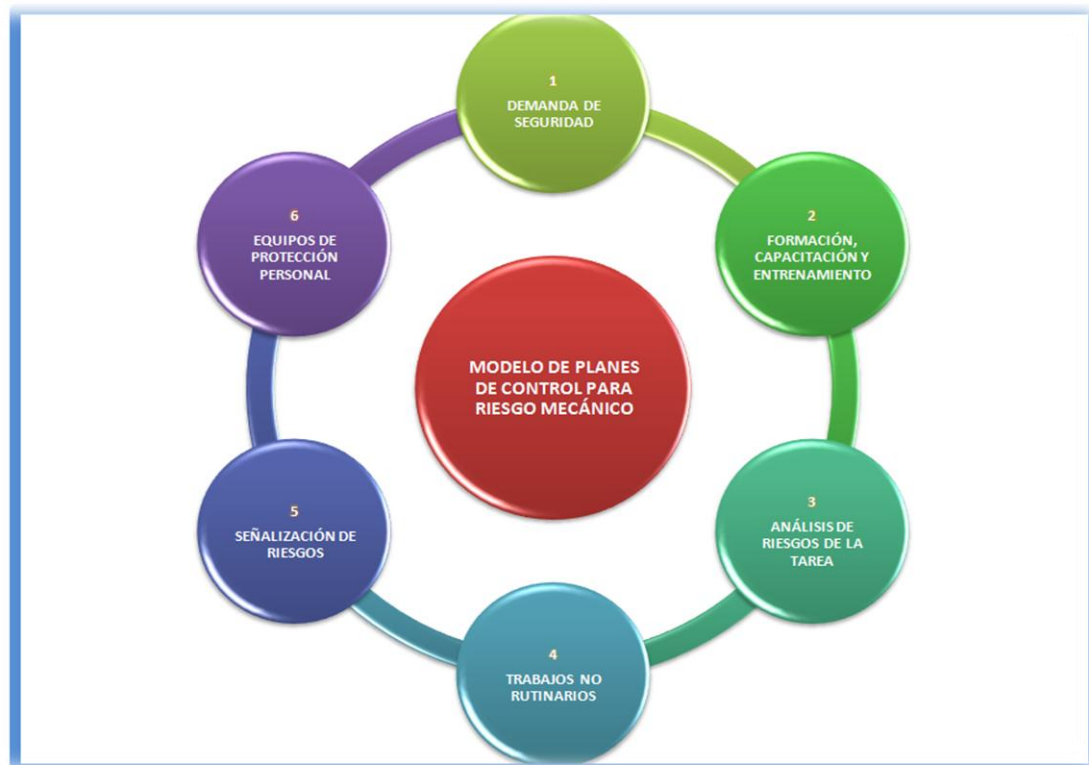 1
DEMANDA DE
SEGURIDAD
2
FORMACIÓN,
CAPACITACIÓN Y
ENTRENAMIENTO
3
ANÁLISIS DE
RIESGOS DE LA
TAREA
4
TRABAJOS NO
RUTINARIOS
5
SEÑALIZACIÓN DE
RIESGOS
6
EQUIPOS DE
PROTECCIÓN
PERSONAL
MODELO DE PLANES
DE CONTROL PARA
RIESGO MECÁNICO